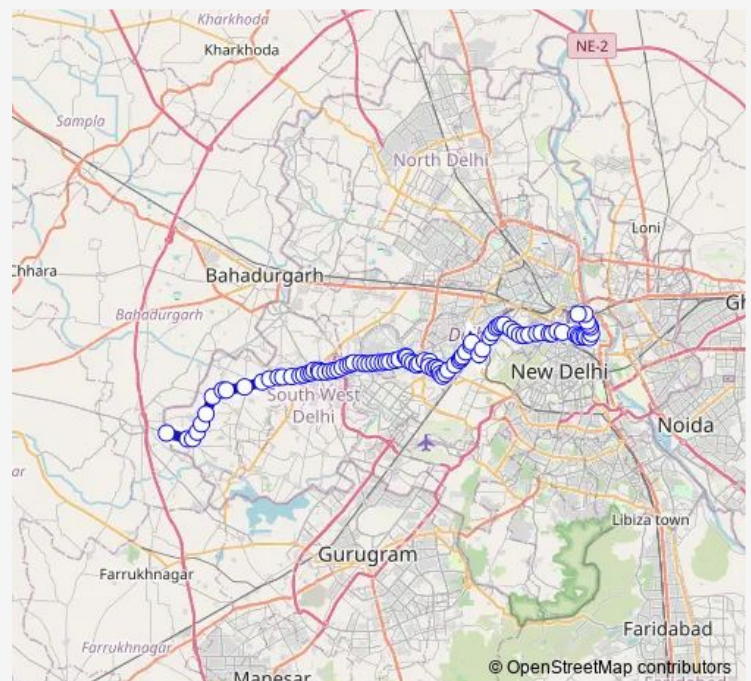 Kharkhoda
Kharkhoda
NE-2
Sampla
North Delhi
Loni
Chhara
Bahadurgarh
Bahadurgarh
New Delhi
South West
Delhi
Noida
Libiza town
Gurugram
Farrukhnagar
Farrukhnagar
Faridabad
Manesar
© OpenStreetMap contributors